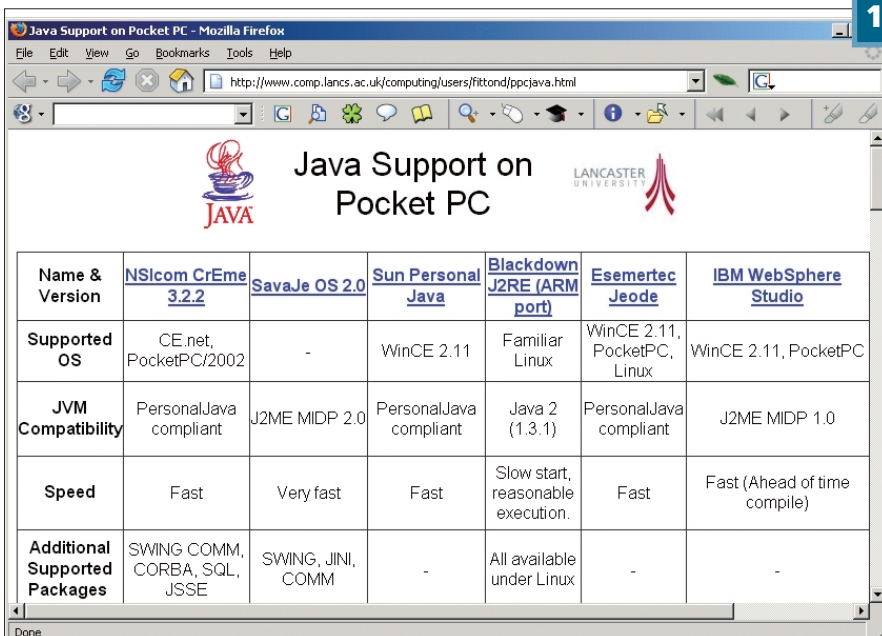 1
Java Support on Pocket PC - Mozilla Firefox
File Edit View Go Bookmarks Tools Help
http://www.comp.lancs.ac.uk/computing/users/fittond/ppcjava.html
G
G
JAVA
Java Support on
Pocket PC
LANCASTER
UNIVERSITY
Name &
Version
NSIcom CrEme
3.2.2
SavaJe OS 2.0
Sun Personal
Java
Blackdown
J2RE (ARM
port)
Esemertec
Jeode
IBM WebSphere
Studio
Supported
OS
CE.net,
PocketPC/2002
-
WinCE 2.11
Familiar
Linux
WinCE 2.11,
PocketPC,
Linux
WinCE 2.11, PocketPC
JVM
Compatibility
PersonalJava
compliant
J2ME MIDP 2.0
PersonalJava
compliant
Java 2
(1.3.1)
PersonalJava
compliant
J2ME MIDP 1.0
Speed
Fast
Very fast
Fast
Slow start,
reasonable
execution.
Fast
Fast (Ahead of time
compile)
Additional
Supported
Packages
SWING COMM,
CORBA, SQL,
JSSE
SWING, JINI,
COMM
-
All available
under Linux
-
-
Done